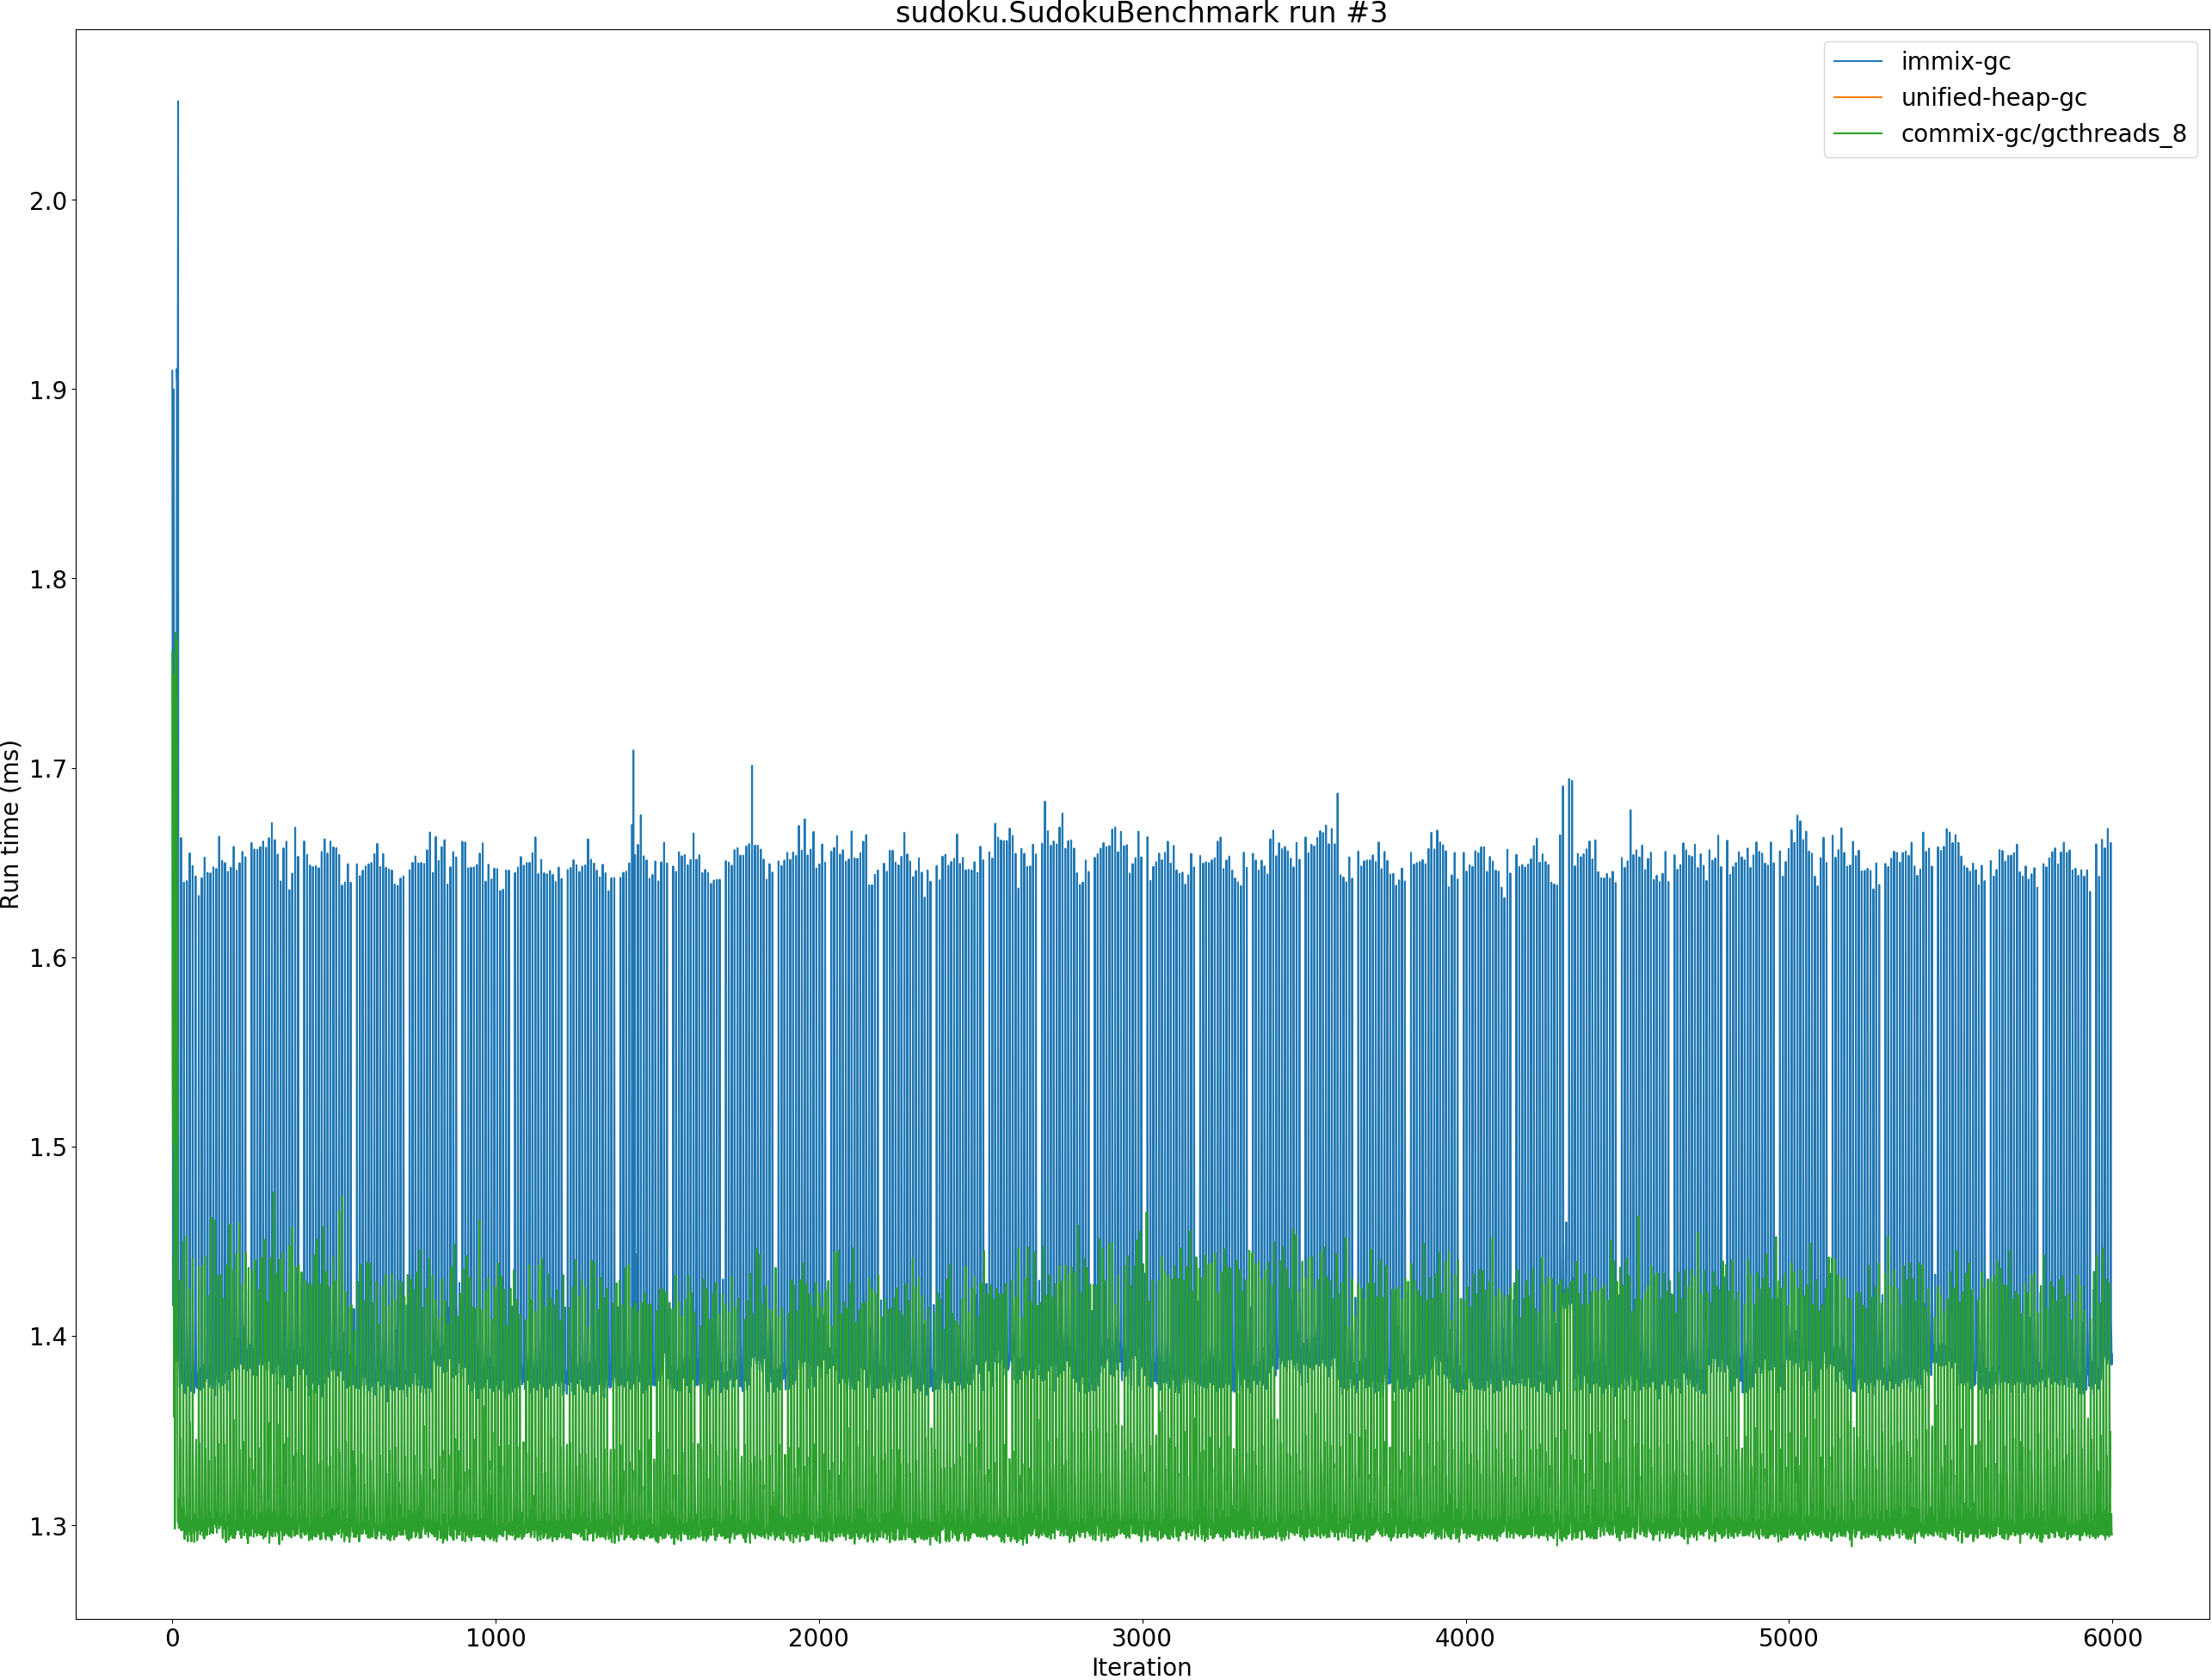 sudoku.SudokuBenchmark run #3
immix-gc
unified-heap-gc
commix-gc/gcthreads_8
Run time (ms)
2.0
1.9
1.8
1.7
1.6
1.5
1.4
1.3
0 1000 2000 3000 4000 5000 6000
Iteration